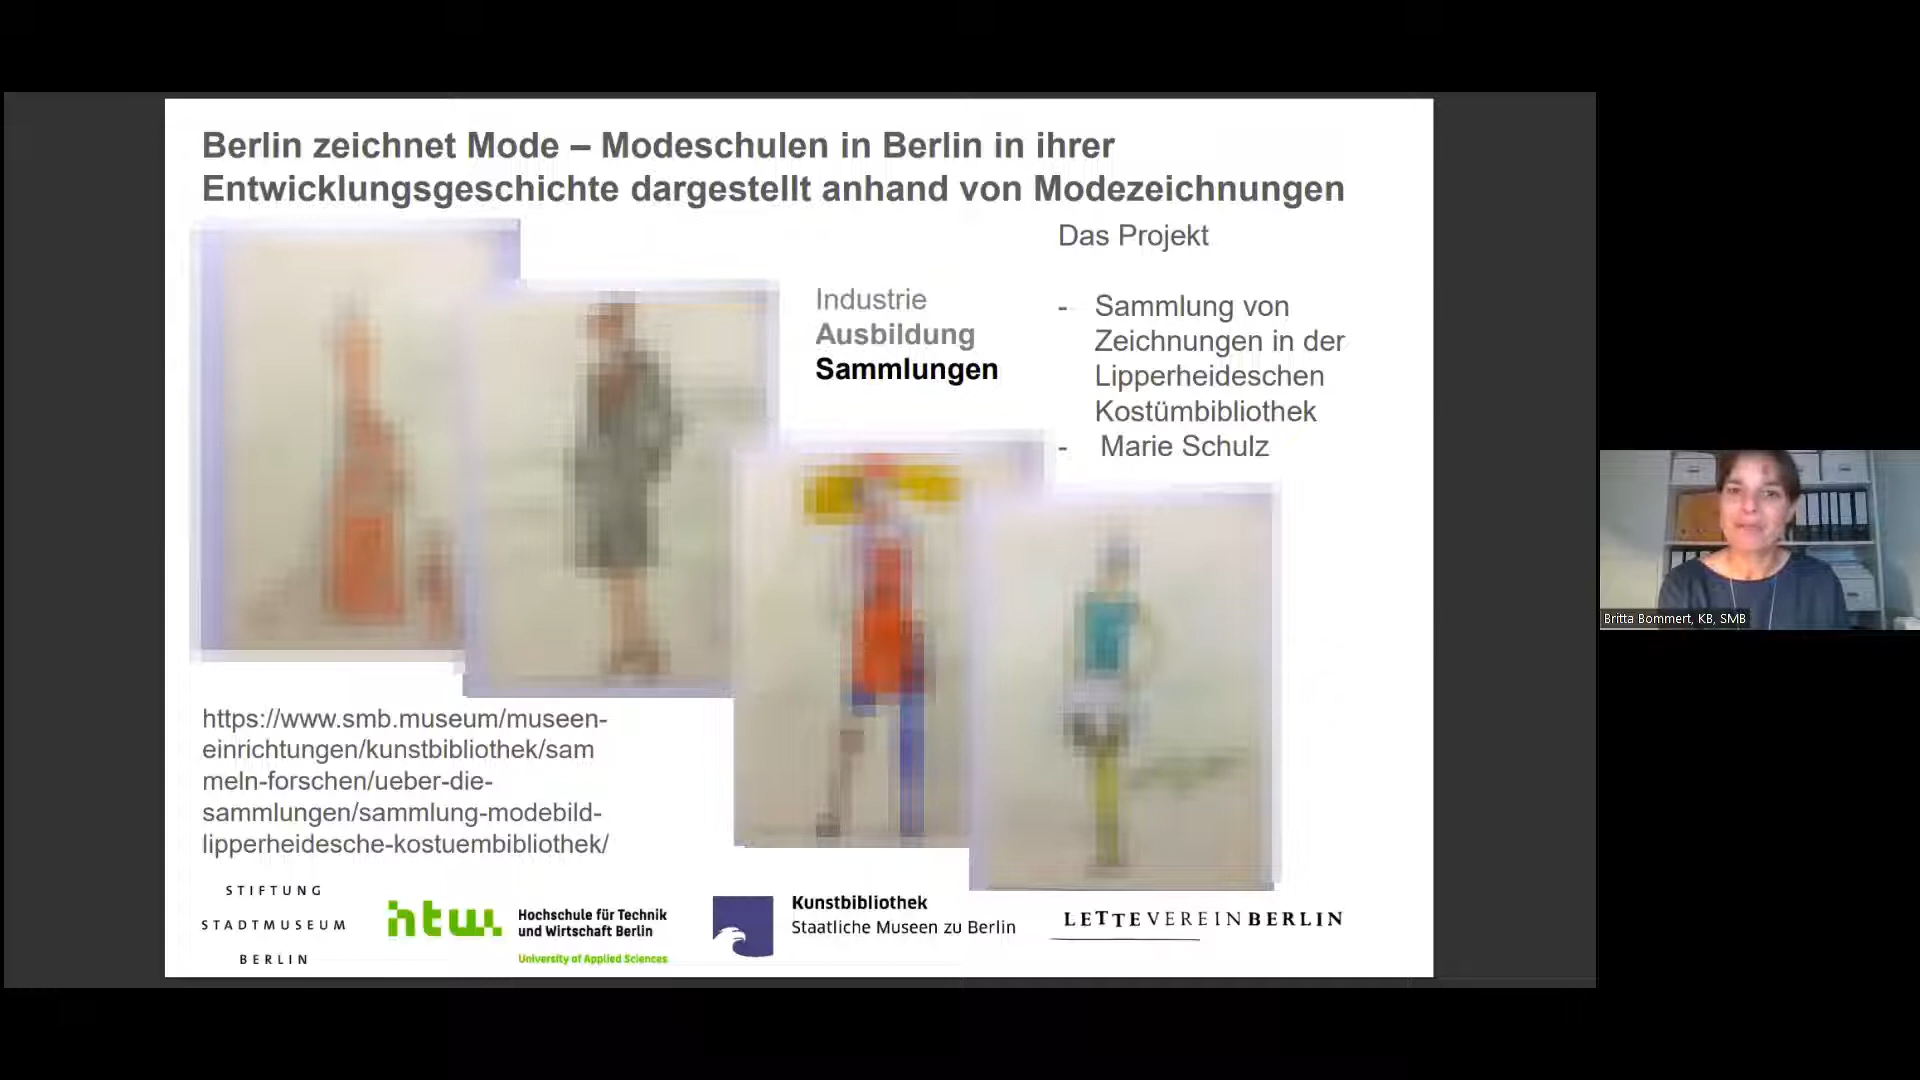 Berlin zeichnet Mode – Modeschulen in Berlin in ihrer
Entwicklungsgeschichte dargestellt anhand von Modezeichnungen
Das Projekt
Industrie
Ausbildung
Sammlungen
- Sammlung von
Zeichnungen in der
Lipperheideschen
Kostümbibliothek
- Marie Schulz
https://www.smb.museum/museen-
einrichtungen/kunstbibliothek/sam
meln-forschen/ueber-die-
sammlungen/sammlung-modebild-
lipperheidesche-kostuembibliothek/
STIFTUNG
STADTMUSEUM
BERLIN
htw.
Hochschule für Technik
und Wirtschaft Berlin
University of Applied Sciences
Kunstbibliothek
Staatliche Museen zu Berlin
LETTEVEREINBERLIN
Britta Bommert, KB, SMB